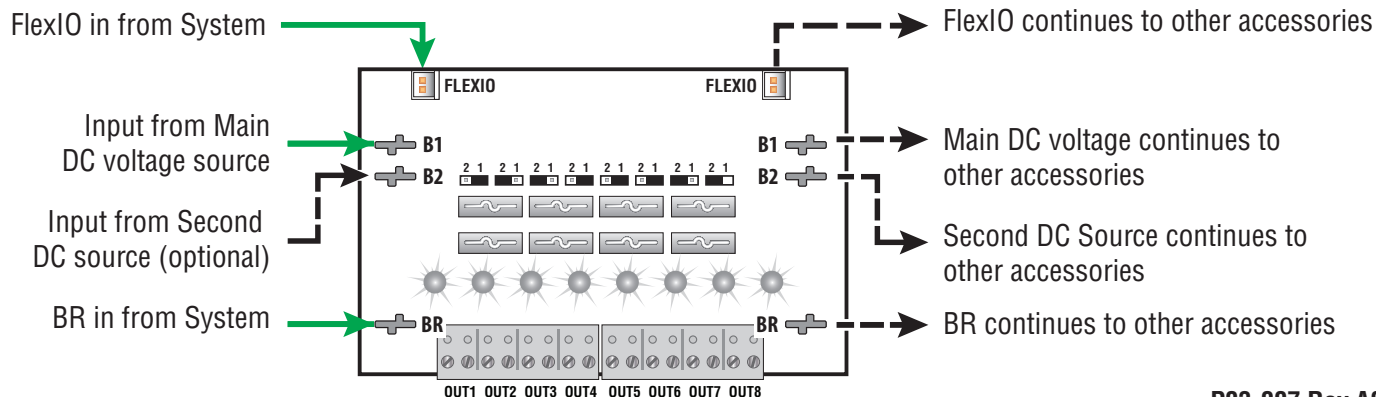 FlexIO in from System
FlexIO continues to other accessories
FLEXIO
FLEXIO
Input from Main
DC voltage source
B1
B1
Main DC voltage continues to
other accessories
B2
2 1 2 1 2 1 2 1 2 1 2 1 2 1 2 1
B2
Input from Second
DC source (optional)
Second DC Source continues to
other accessories
BR in from System
BR
BR
BR continues to other accessories
OUT1 OUT2 OUT3 OUT4 OUT5 OUT6 OUT7 OUT8